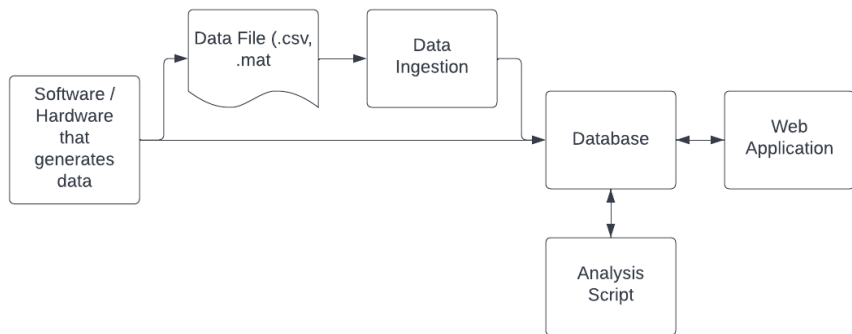 Data File (.csv,
.mat
Data
Ingestion
Software /
Hardware
that
generates
data
Database
Web
Application
Analysis
Script